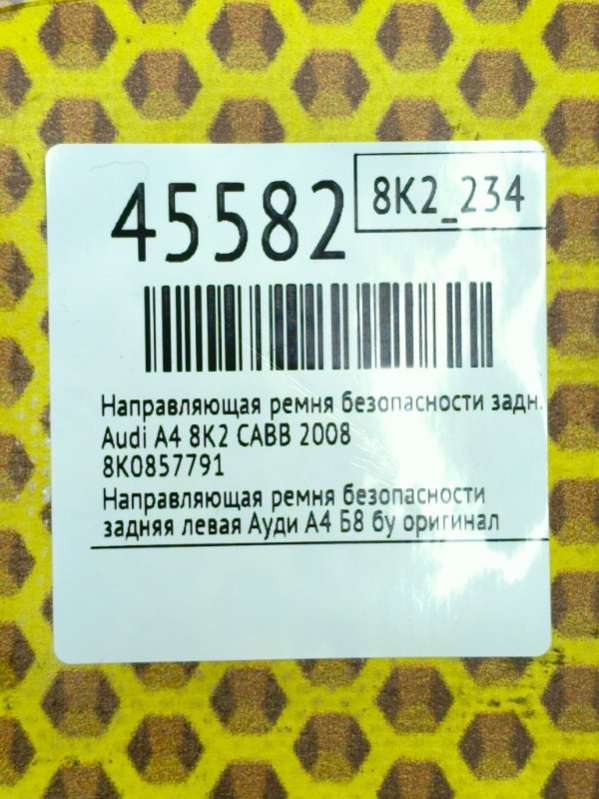 45582
8K2_234
Направляющая ремня безопасности задн.
Audi A4 8K2 CABB 2008
8K0857791
Направляющая ремня безопасности
задняя левая Ауди А4 Б8 бу оригинал